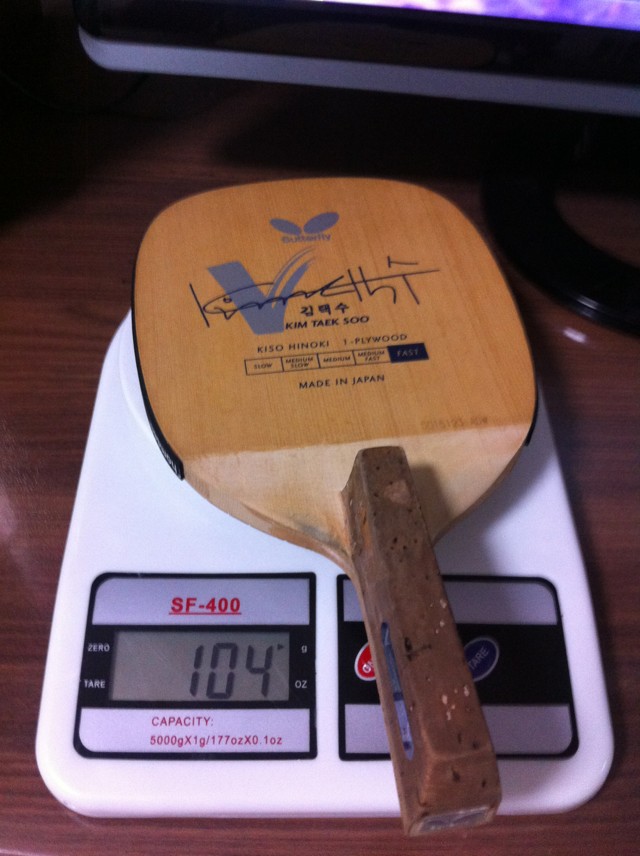 Butterfly
V
김택수
KIM TAEK SOO
KISO HINOKI 1-PLYWOOD
SLOW MEDIUM SLOW MEDIUM MEDIUM FAST FAST
MADE IN JAPAN
SF-400
ZERO 104 g
TARE OZ
CAPACITY:
5000gX1g/177ozX0.1oz
TARE